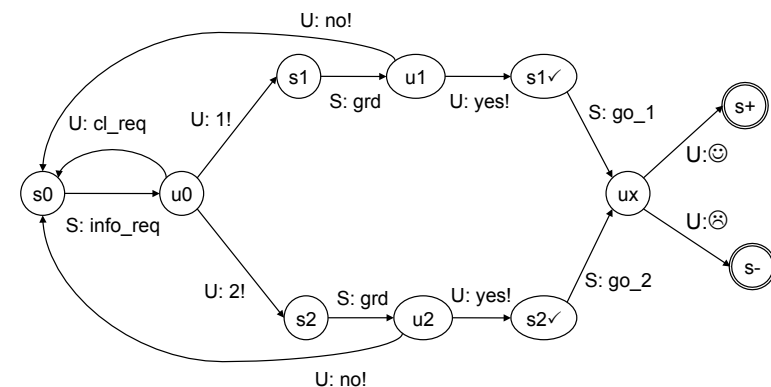 U: no!
s1
u1
s1✓
S: grd
U: yes!
s+
U: 1!
S: go_1
U: cl_req
U:☺
s0
u0
ux
S: info_req
U:☹
U: 2!
S: grd
U: yes!
S: go_2
s-
s2
u2
s2✓
U: no!